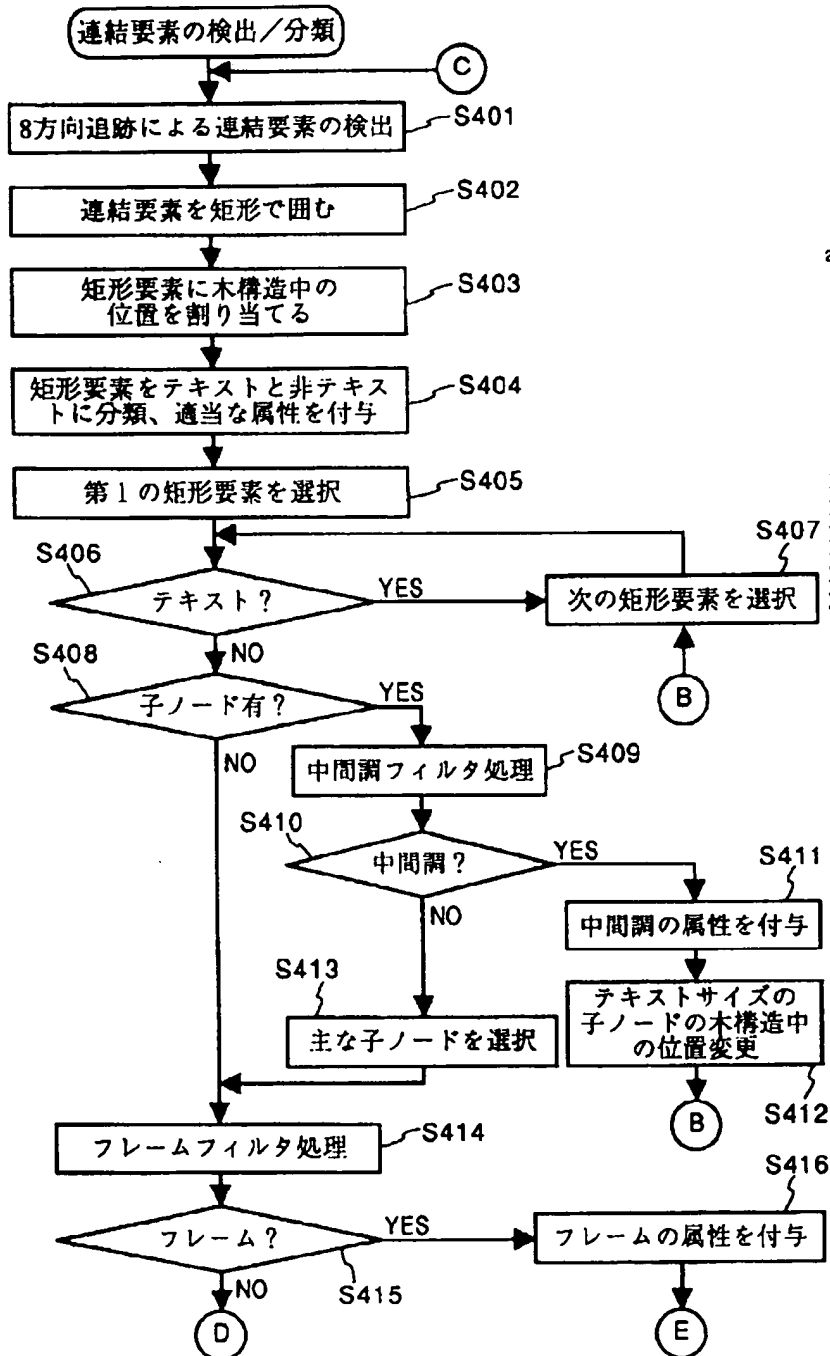 連結要素の検出／分類
C
8方向追跡による連結要素の検出
S401
連結要素を矩形で囲む
S402
矩形要素に木構造中の
位置を割り当てる
S403
矩形要素をテキストと非テキス
トに分類、適当な属性を付与
S404
第1の矩形要素を選択
S405
S406
テキスト？
YES
S407
次の矩形要素を選択
NO
B
S408
子ノード有？
YES
NO
中間調フィルタ処理
S409
S410
中間調？
YES
NO
S411
中間調の属性を付与
S413
主な子ノードを選択
テキストサイズの
子ノードの木構造中
の位置変更
S412
B
フレームフィルタ処理
S414
フレーム？
YES
S415
S416
フレームの属性を付与
NO
D
E